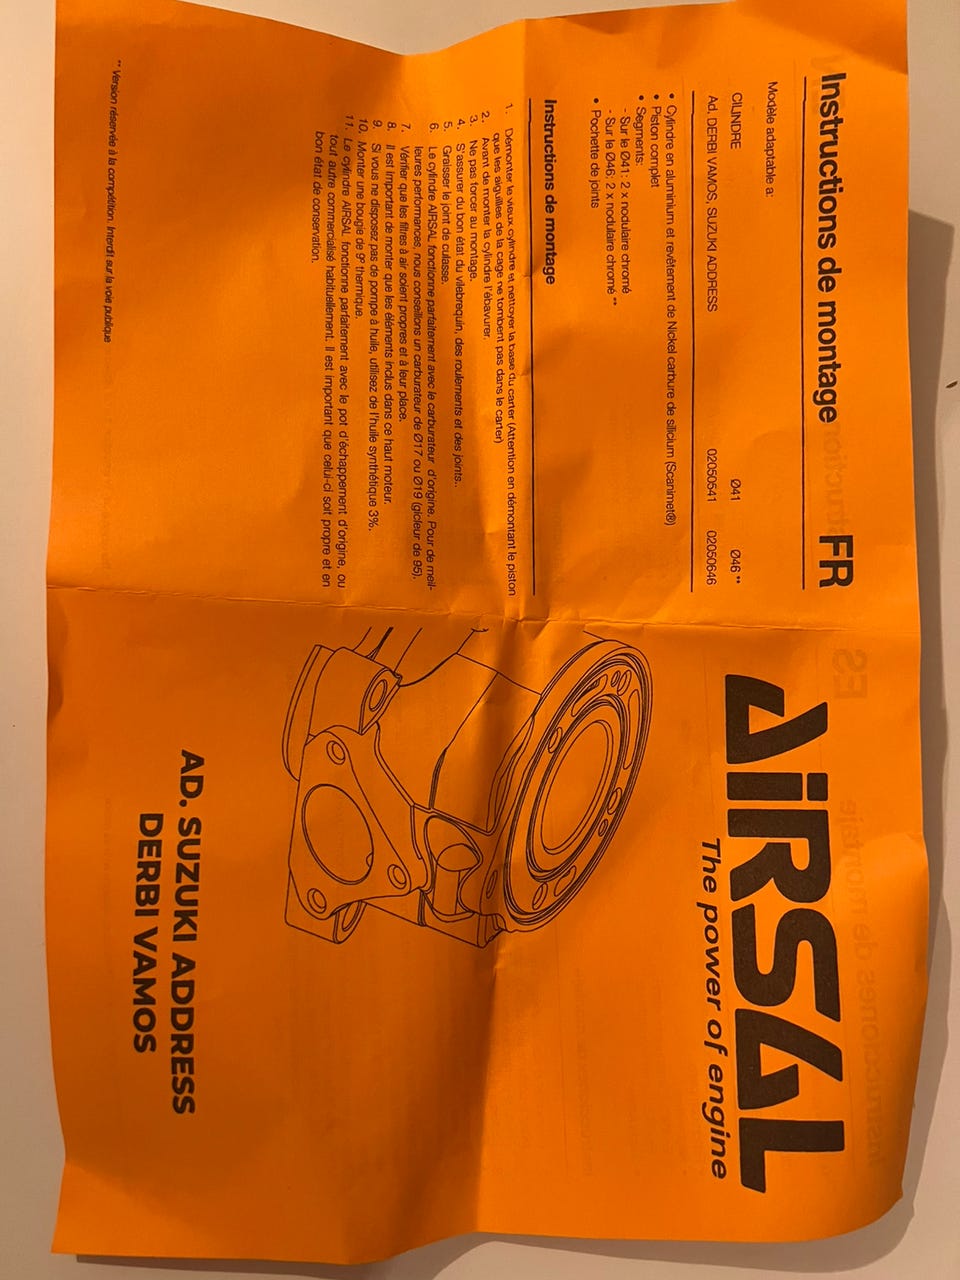 Instructions de montage FR
Modèle adaptable a:
CILINDRE Ø41 Ø46 **
Ad. DERBI VAMOS, SUZUKI ADDRESS 02050541 02050646
• Cylindre en aluminium et revêtement de Nickel carbure de silicium (Scanimet®)
• Piston complet
• Segments:
- Sur le Ø41: 2 x nodulaire chromé
- Sur le Ø46: 2 x nodulaire chromé **
• Pochette de joints
Instructions de montage
1. Démonter le vieux cylindre et nettoyer la base du carter (Attention en démontant le piston
que les aiguilles de la cage ne tombent pas dans le carter)
2. Avant de monter la cylindre l'ébavurer.
3. Ne pas forcer au montage.
4. S'assurer du bon état du vilebrequin, des roulements et des joints..
5. Graisser le joint de culasse.
6. Le cylindre AIRSAL fonctionne parfaitement avec le carburateur d'origine. Pour de meil-
leures performances, nous conseillons un carburateur de Ø17 ou Ø19 (gicleur de 95).
7. Vérifier que les filtres à air soient propres et à leur place.
8. Il est important de monter que les éléments inclus dans ce haut moteur.
9. Si vous ne disposez pas de pompe à huile, utilisez de l'huile synthétique 3%.
10. Monter une bougie de 9º thermique.
11. Le cylindre AIRSAL fonctionne parfaitement avec le pot d'échappement d'origine, ou
tout autre commercialisé habituellement. Il est important que celui-ci soit propre et en
bon état de conservation.
** Version réservée à la compétition. Interdit sur la voie publique
AIRSAL
The power of engine
AD. SUZUKI ADDRESS
DERBI VAMOS